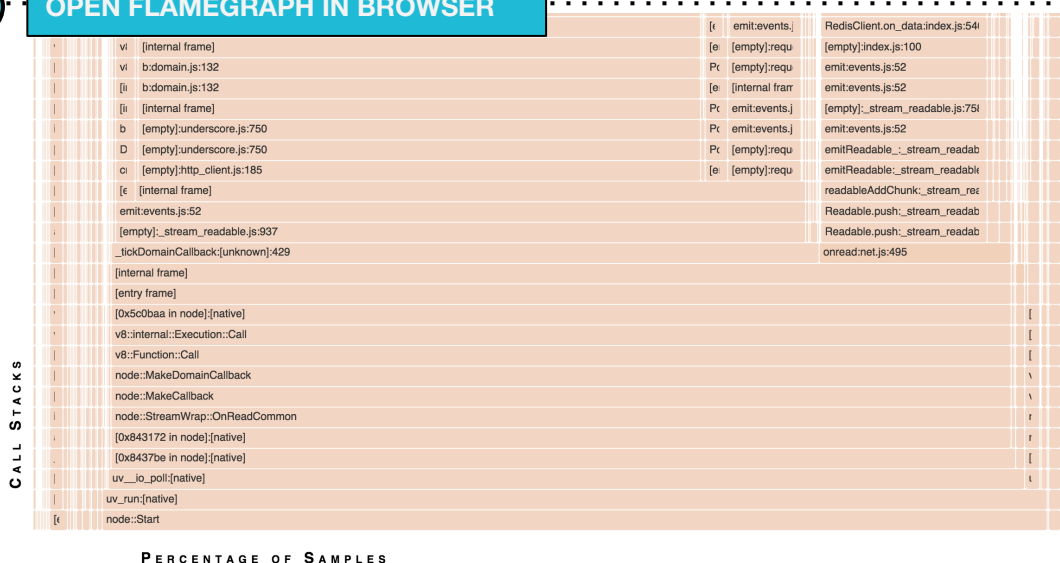 OPEN FLAMEGRAPH IN BROWSER
emit:events.j RedisClient.on_data:index.js:54
[internal frame] [empty]:requ [empty]:index.js:100
b:domain.js:132 [empty]:requ emit:events.js:52
b:domain.js:132 [internal fram emit:events.js:52
[internal frame] emit:events.j [empty]:_stream_readable.js:75
b [empty]:underscore.js:750 emit:events.j emit:events.js:52
D [empty]:underscore.js:750 [empty]:requ emitReadable_:_stream_readab
[empty]:http_client.js:185 [empty]:requ emitReadable:_stream_readable
[internal frame] readableAddChunk:_stream_rea
emit:events.js:52 Readable.push:_stream_readab
[empty]:_stream_readable.js:937 Readable.push:_stream_readab
_tickDomainCallback:[unknown]:429 onread:net.js:495
[internal frame]
[entry frame]
[0x5c0baa in node]:[native]
v8::internal::Execution::Call
v8::Function::Call
node::MakeDomainCallback
node::MakeCallback
node::StreamWrap::OnReadCommon
[0x843172 in node]:[native]
[0x8437be in node]:[native]
uv__io_poll:[native]
uv_run:[native]
node::Start
CALL STACKS
PERCENTAGE OF SAMPLES